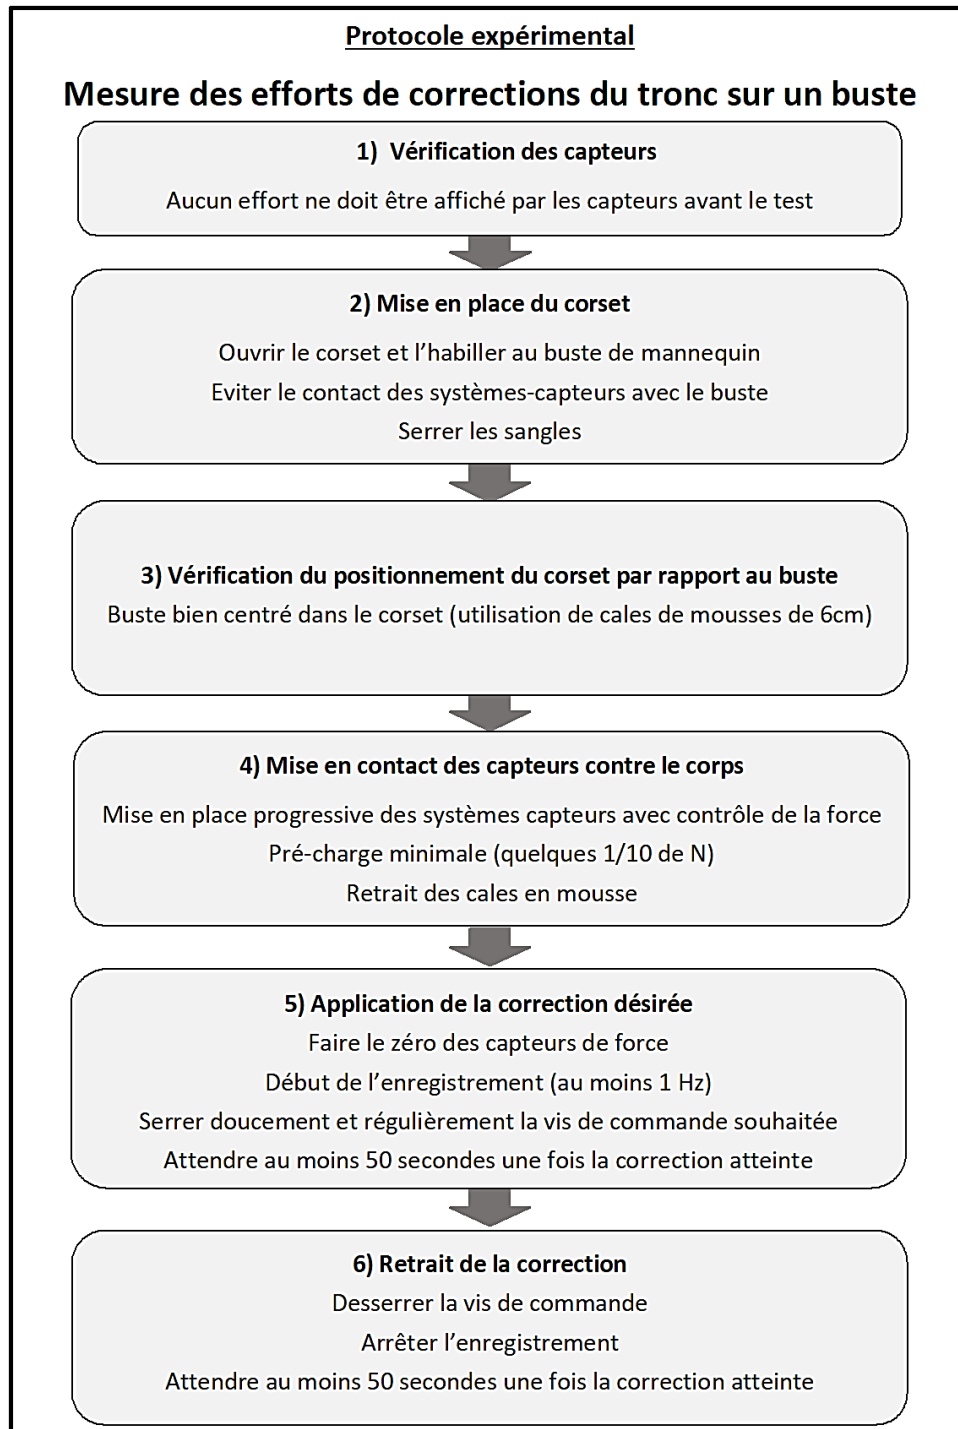 Protocole expérimental
Mesure des efforts de corrections du tronc sur un buste
1) Vérification des capteurs
Aucun effort ne doit être affiché par les capteurs avant le test
2) Mise en place du corset
Ouvrir le corset et l'habiller au buste de mannequin
Eviter le contact des systèmes-capteurs avec le buste
Serrer les sangles
3) Vérification du positionnement du corset par rapport au buste
Buste bien centré dans le corset (utilisation de cales de mousses de 6cm)
4) Mise en contact des capteurs contre le corps
Mise en place progressive des systèmes capteurs avec contrôle de la force
Pré-charge minimale (quelques 1/10 de N)
Retrait des cales en mousse
5) Application de la correction désirée
Faire le zéro des capteurs de force
Début de l'enregistrement (au moins 1 Hz)
Serrer doucement et régulièrement la vis de commande souhaitée
Attendre au moins 50 secondes une fois la correction atteinte
6) Retrait de la correction
Desserrer la vis de commande
Arrêter l'enregistrement
Attendre au moins 50 secondes une fois la correction atteinte